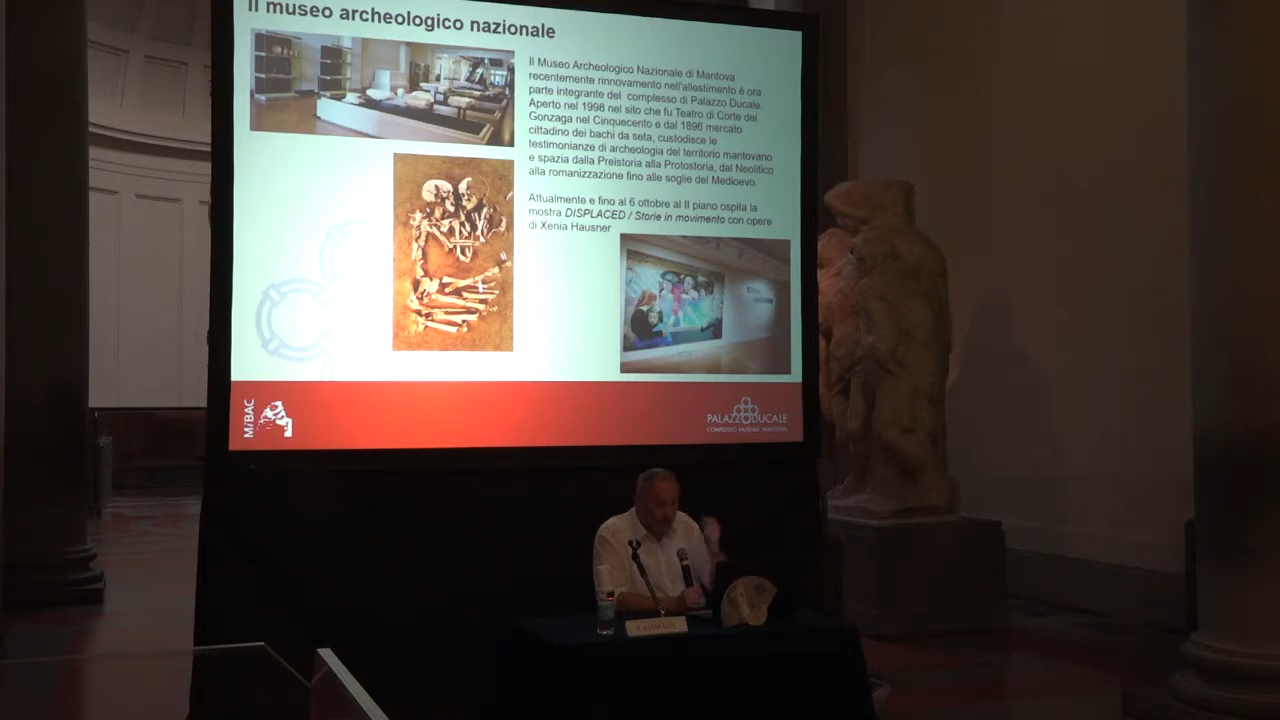 Il museo archeologico nazionale
Il Museo Archeologico Nazionale di Mantova
recentemente rinnovamento nell'allestimento è ora
parte integrante del complesso di Palazzo Ducale.
Aperto nel 1998 nel sito che fu Teatro di Corte dei
Gonzaga nel Cinquecento e dal 1896 mercato
cittadino dei bachi da seta, custodisce le
testimonianze di archeologia del territorio mantovano
e spazia dalla Preistoria alla Protostoria, dal Neolitico
alla romanizzazione fino alle soglie del Medioevo.
Attualmente e fino al 6 ottobre al II piano ospita la
mostra DISPLACED / Storie in movimento con opere
di Xenia Hausner
MiBAC
PALAZZO DUCALE
COMPLESSO MUSEALE MANTOVA